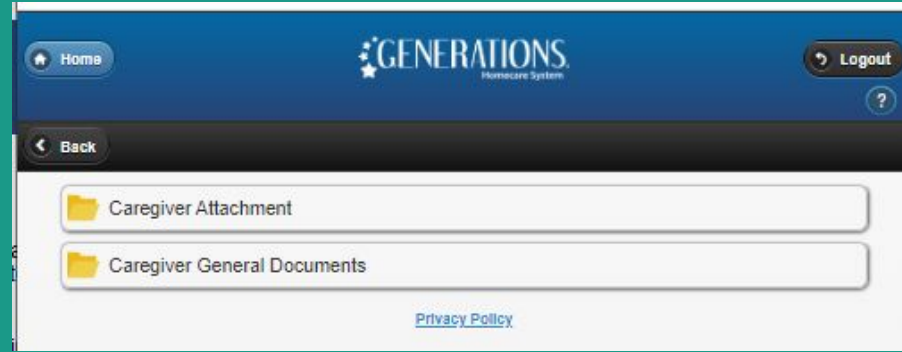 Home
GENERATIONS
Homecare System
Logout
?
Back
Caregiver Attachment
Caregiver General Documents
Privacy Policy